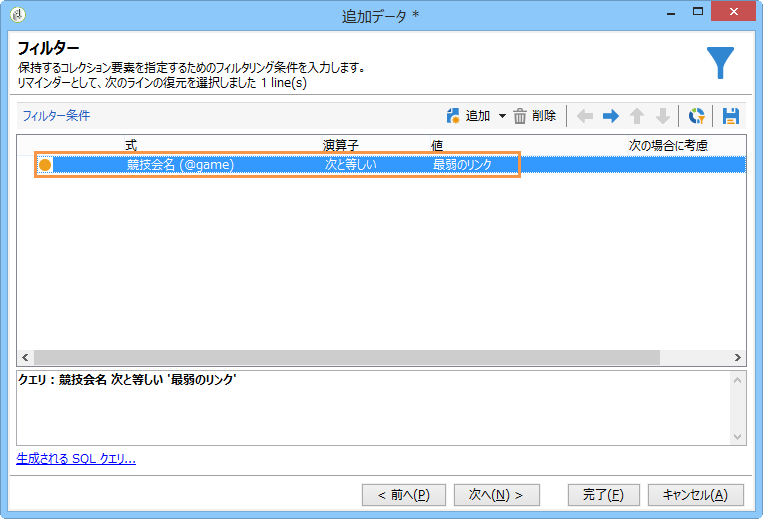 追加データ *
フィルター
保持するコレクション要素を指定するためのフィルタリング条件を入力します。
リマインダーとして、次のラインの復元を選択しました 1 line(s)
フィルター条件 追加 削除
式 演算子 値 次の場合に考慮
競技会名 (@game) 次と等しい 最弱のリンク
クエリ : 競技会名 次と等しい '最弱のリンク'
生成される SQL クエリ...
< 前へ(P) 次へ(N) > 完了(F) キャンセル(A)